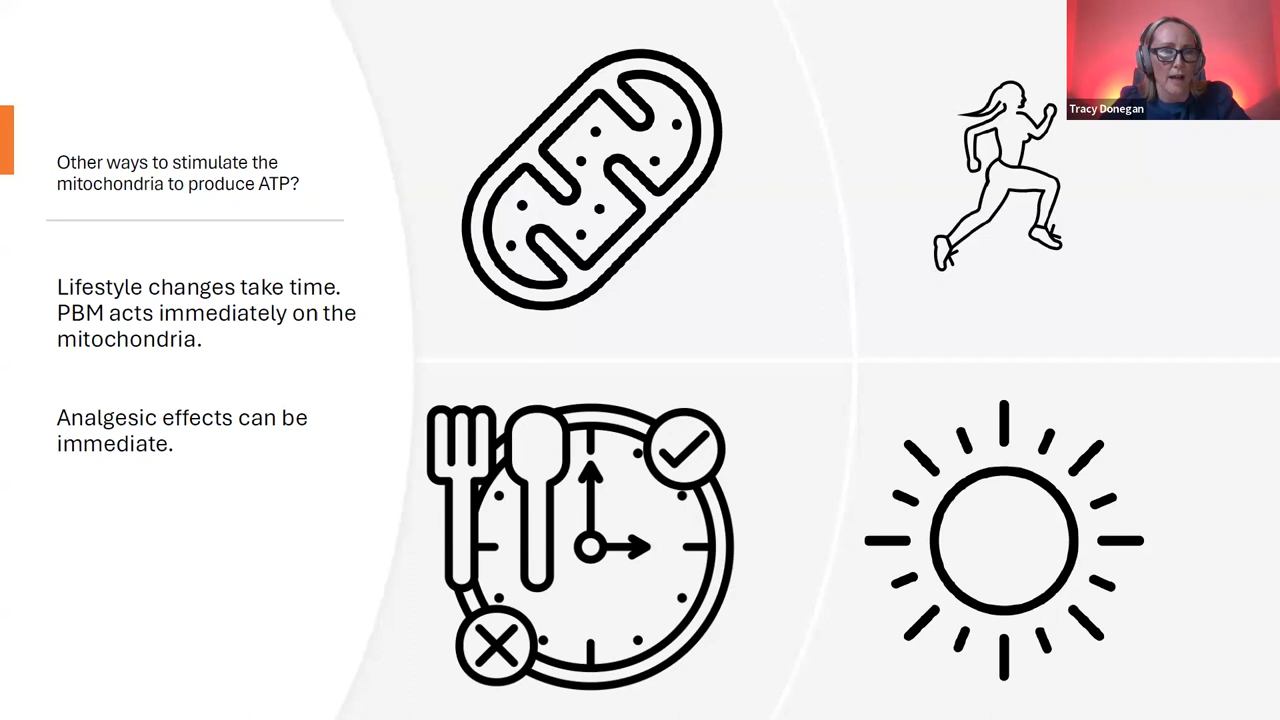 Other ways to stimulate the
mitochondria to produce ATP?
Lifestyle changes take time.
PBM acts immediately on the
mitochondria.
Analgesic effects can be
immediate.
Tracy Donegan